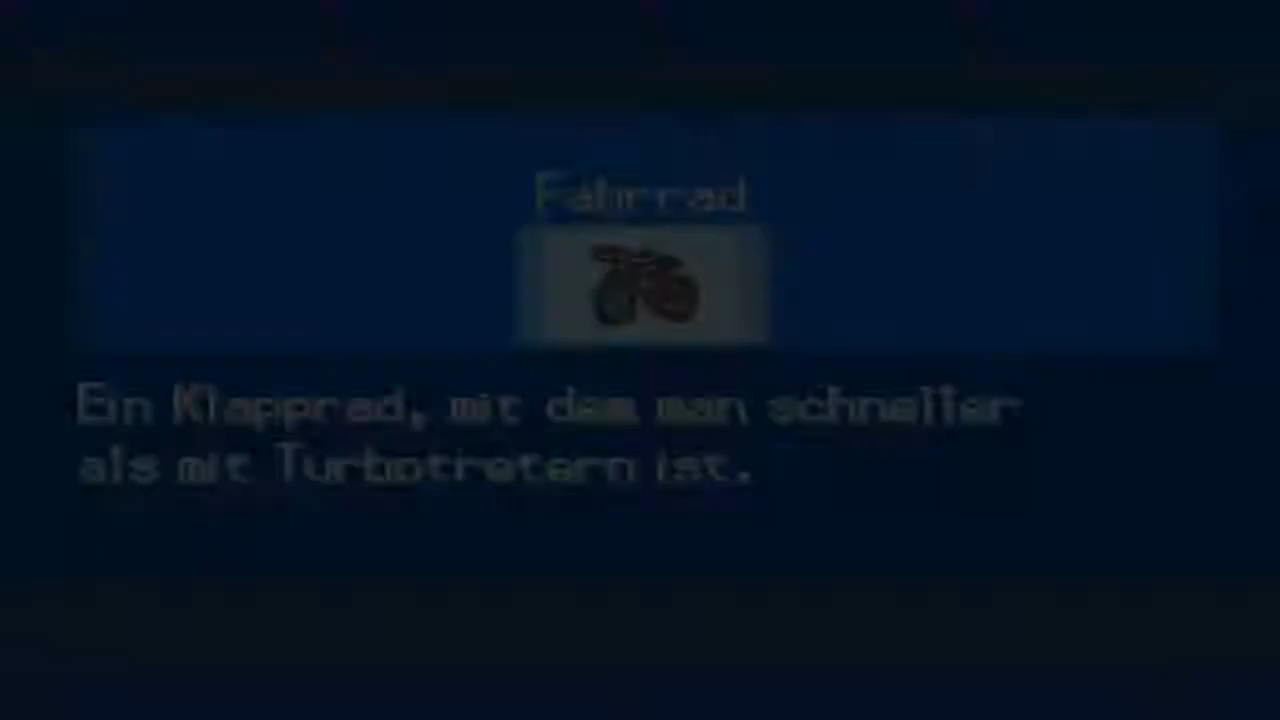 Fahrrad
Ein Klapprad, mit dem man schneller
als mit Turbotretern ist.